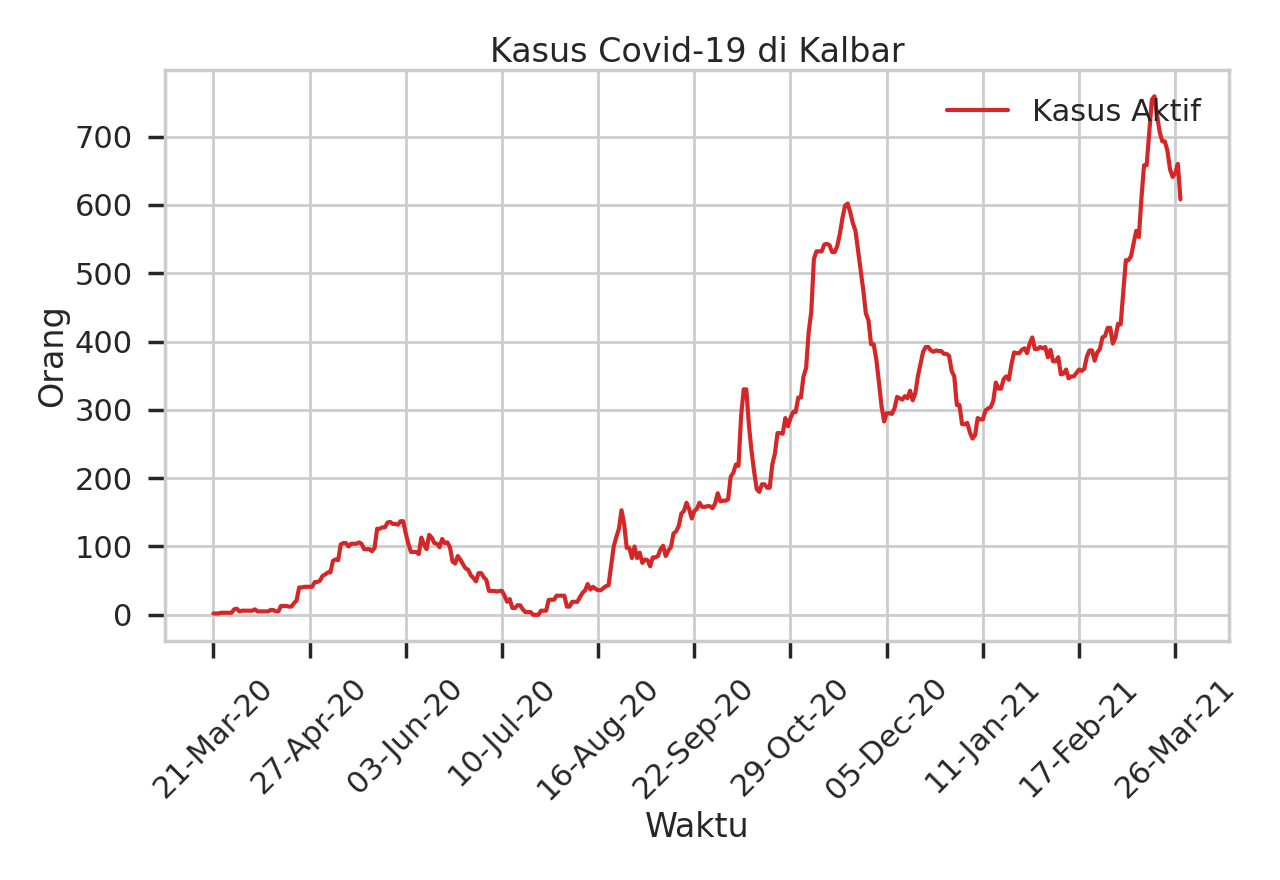 Kasus Covid-19 di Kalbar
Kasus Aktif
Orang
700
600
500
400
300
200
100
0
21-Mar-20
27-Apr-20
03-Jun-20
10-Jul-20
16-Aug-20
22-Sep-20
29-Oct-20
05-Dec-20
11-Jan-21
17-Feb-21
26-Mar-21
Waktu